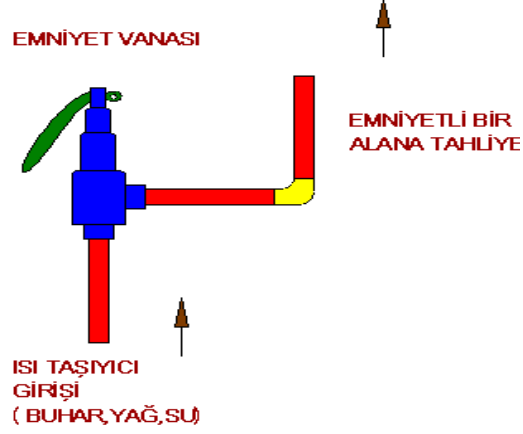 EMNİYET VANASI
EMNİYETLİ BİR
ALANA TAHLİYE
ISI TAŞIYICI
GİRİŞİ
( BUHAR,YAĞ,SU)